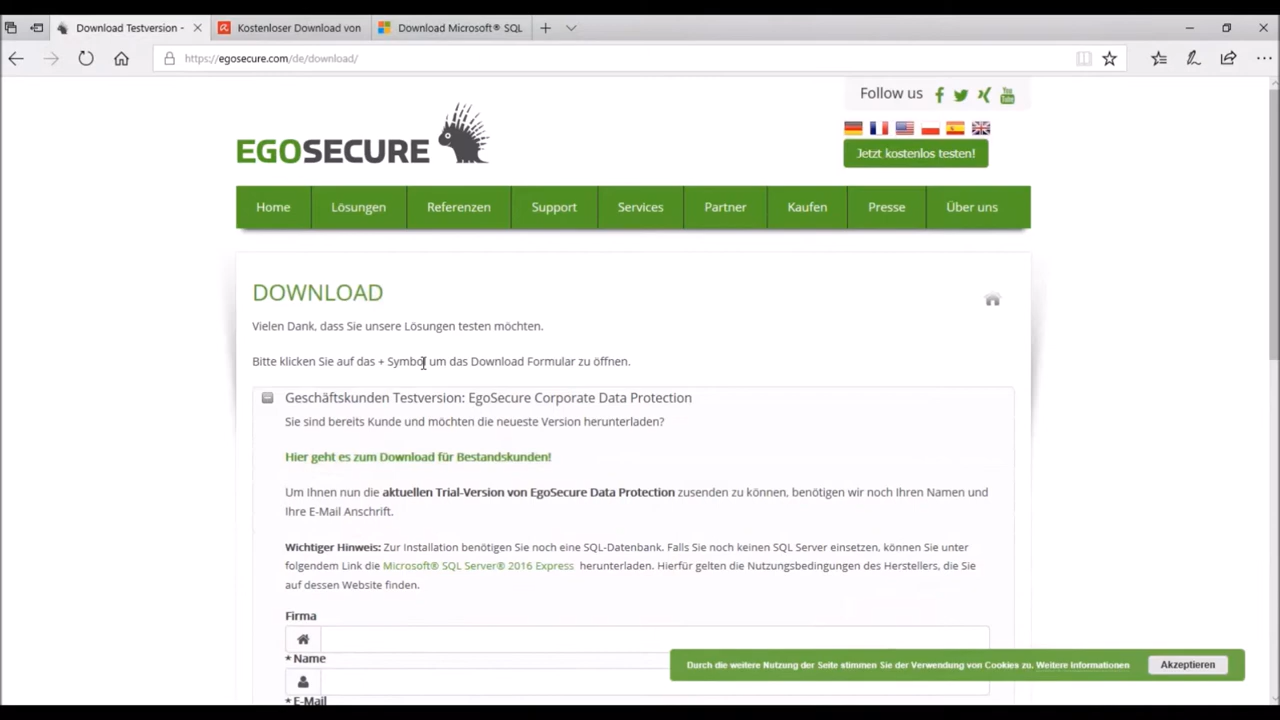 Download Testversion -
Kostenloser Download von
Download Microsoft® SQL
https://egosecure.com/de/download/
Follow us
You
Tube
EGOSECURE
Jetzt kostenlos testen!
Home
Lösungen
Referenzen
Support
Services
Partner
Kaufen
Presse
Über uns
DOWNLOAD
Vielen Dank, dass Sie unsere Lösungen testen möchten.
Bitte klicken Sie auf das + Symbol um das Download Formular zu öffnen.
Geschäftskunden Testversion: EgoSecure Corporate Data Protection
Sie sind bereits Kunde und möchten die neueste Version herunterladen?
Hier geht es zum Download für Bestandskunden!
Um Ihnen nun die aktuellen Trial-Version von EgoSecure Data Protection zusenden zu können, benötigen wir noch Ihren Namen und
Ihre E-Mail Anschrift.
Wichtiger Hinweis: Zur Installation benötigen Sie noch eine SQL-Datenbank. Falls Sie noch keinen SQL Server einsetzen, können Sie unter
folgendem Link die Microsoft® SQL Server® 2016 Express herunterladen. Hierfür gelten die Nutzungsbedingungen des Herstellers, die Sie
auf dessen Website finden.
Firma
* Name
* E-Mail
Durch die weitere Nutzung der Seite stimmen Sie der Verwendung von Cookies zu. Weitere Informationen
Akzeptieren